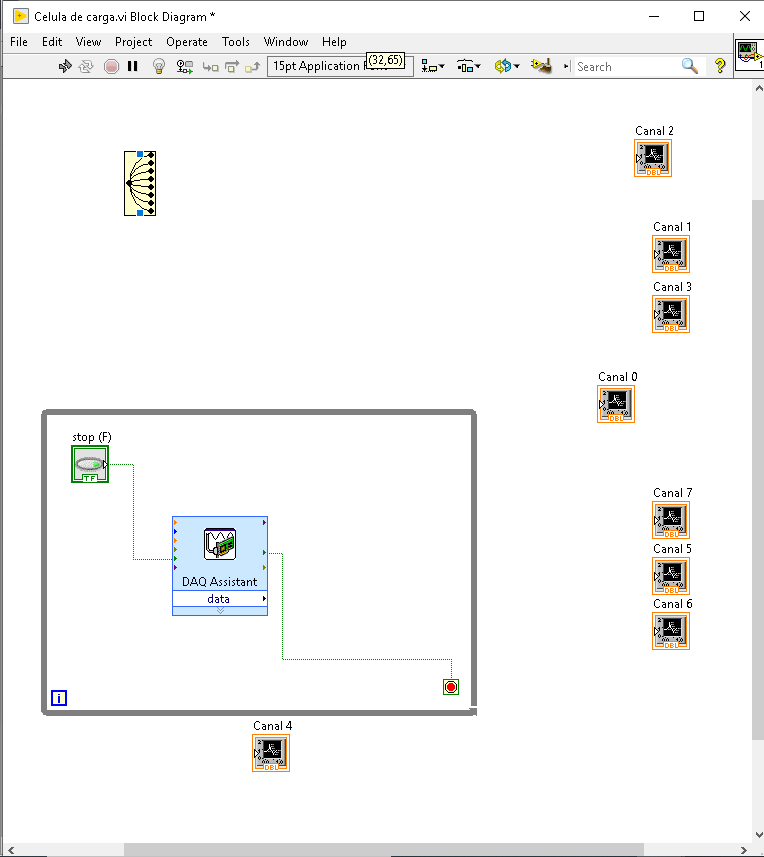 Celula de carga.vi Block Diagram *
File Edit View Project Operate Tools Window Help
15pt Application (32,65) Search
1
Canal 2
DBL
Canal 1
DBL
Canal 3
DBL
Canal 0
DBL
stop (F)
TF
Canal 7
DBL
Canal 5
DBL
DAQ Assistant
data
Canal 6
DBL
i
Canal 4
DBL